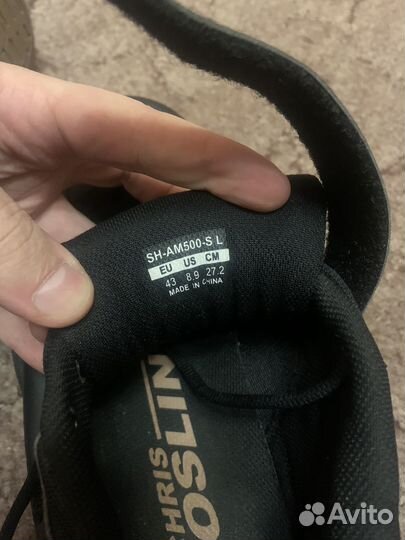 SH-AM500-S L
EU US CM
43 8.9 27.2
MADE IN CHINA
CHRIS
OSLIN
Avito